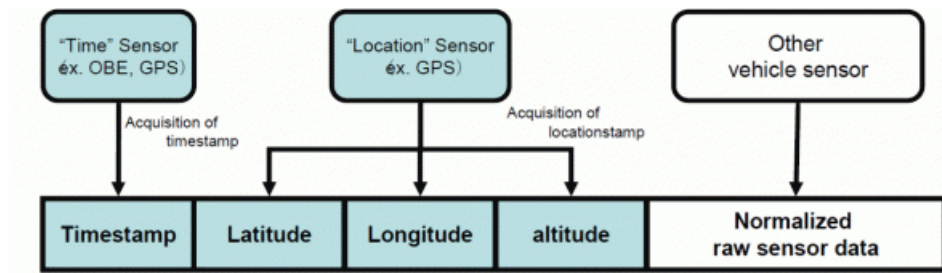 “Time” Sensor
éx. OBE, GPS）
“Location” Sensor
éx. GPS）
Other
vehicle sensor
Acquisition of
timestamp
Acquisition of
locationstamp
Timestamp
Latitude
Longitude
altitude
Normalized
raw sensor data